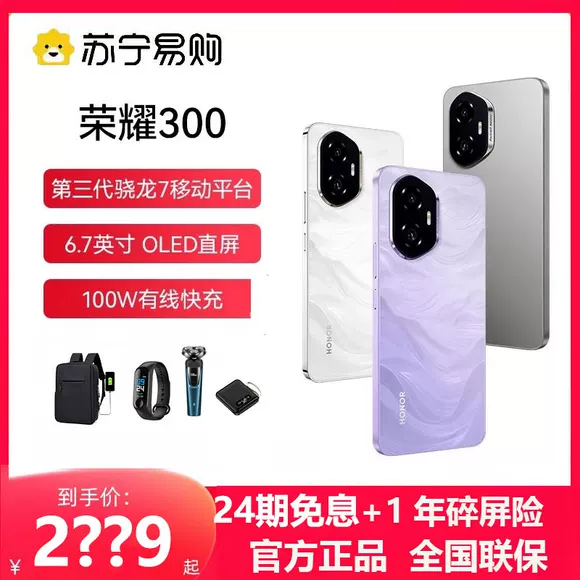 苏宁易购
荣耀300
第三代骁龙7移动平台
6.7英寸 OLED直屏
100W有线快充
HONOR
HONOR
到手价：
¥2??9起
24期免息+1年碎屏险
官方正品 全国联保